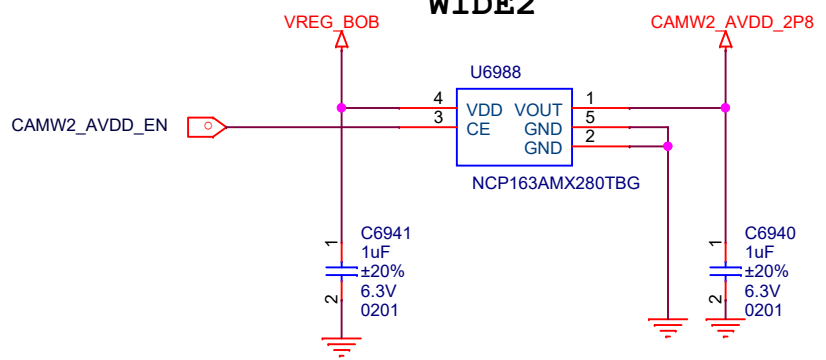 WIDE2
VREG_BOB
CAMW2_AVDD_2P8
U6988
4 VDD VOUT 1
CAMW2_AVDD_EN 3 CE GND 5
GND 2
NCP163AMX280TBG
1 C6941
1uF
±20%
2 6.3V
0201
1 C6940
1uF
±20%
2 6.3V
0201